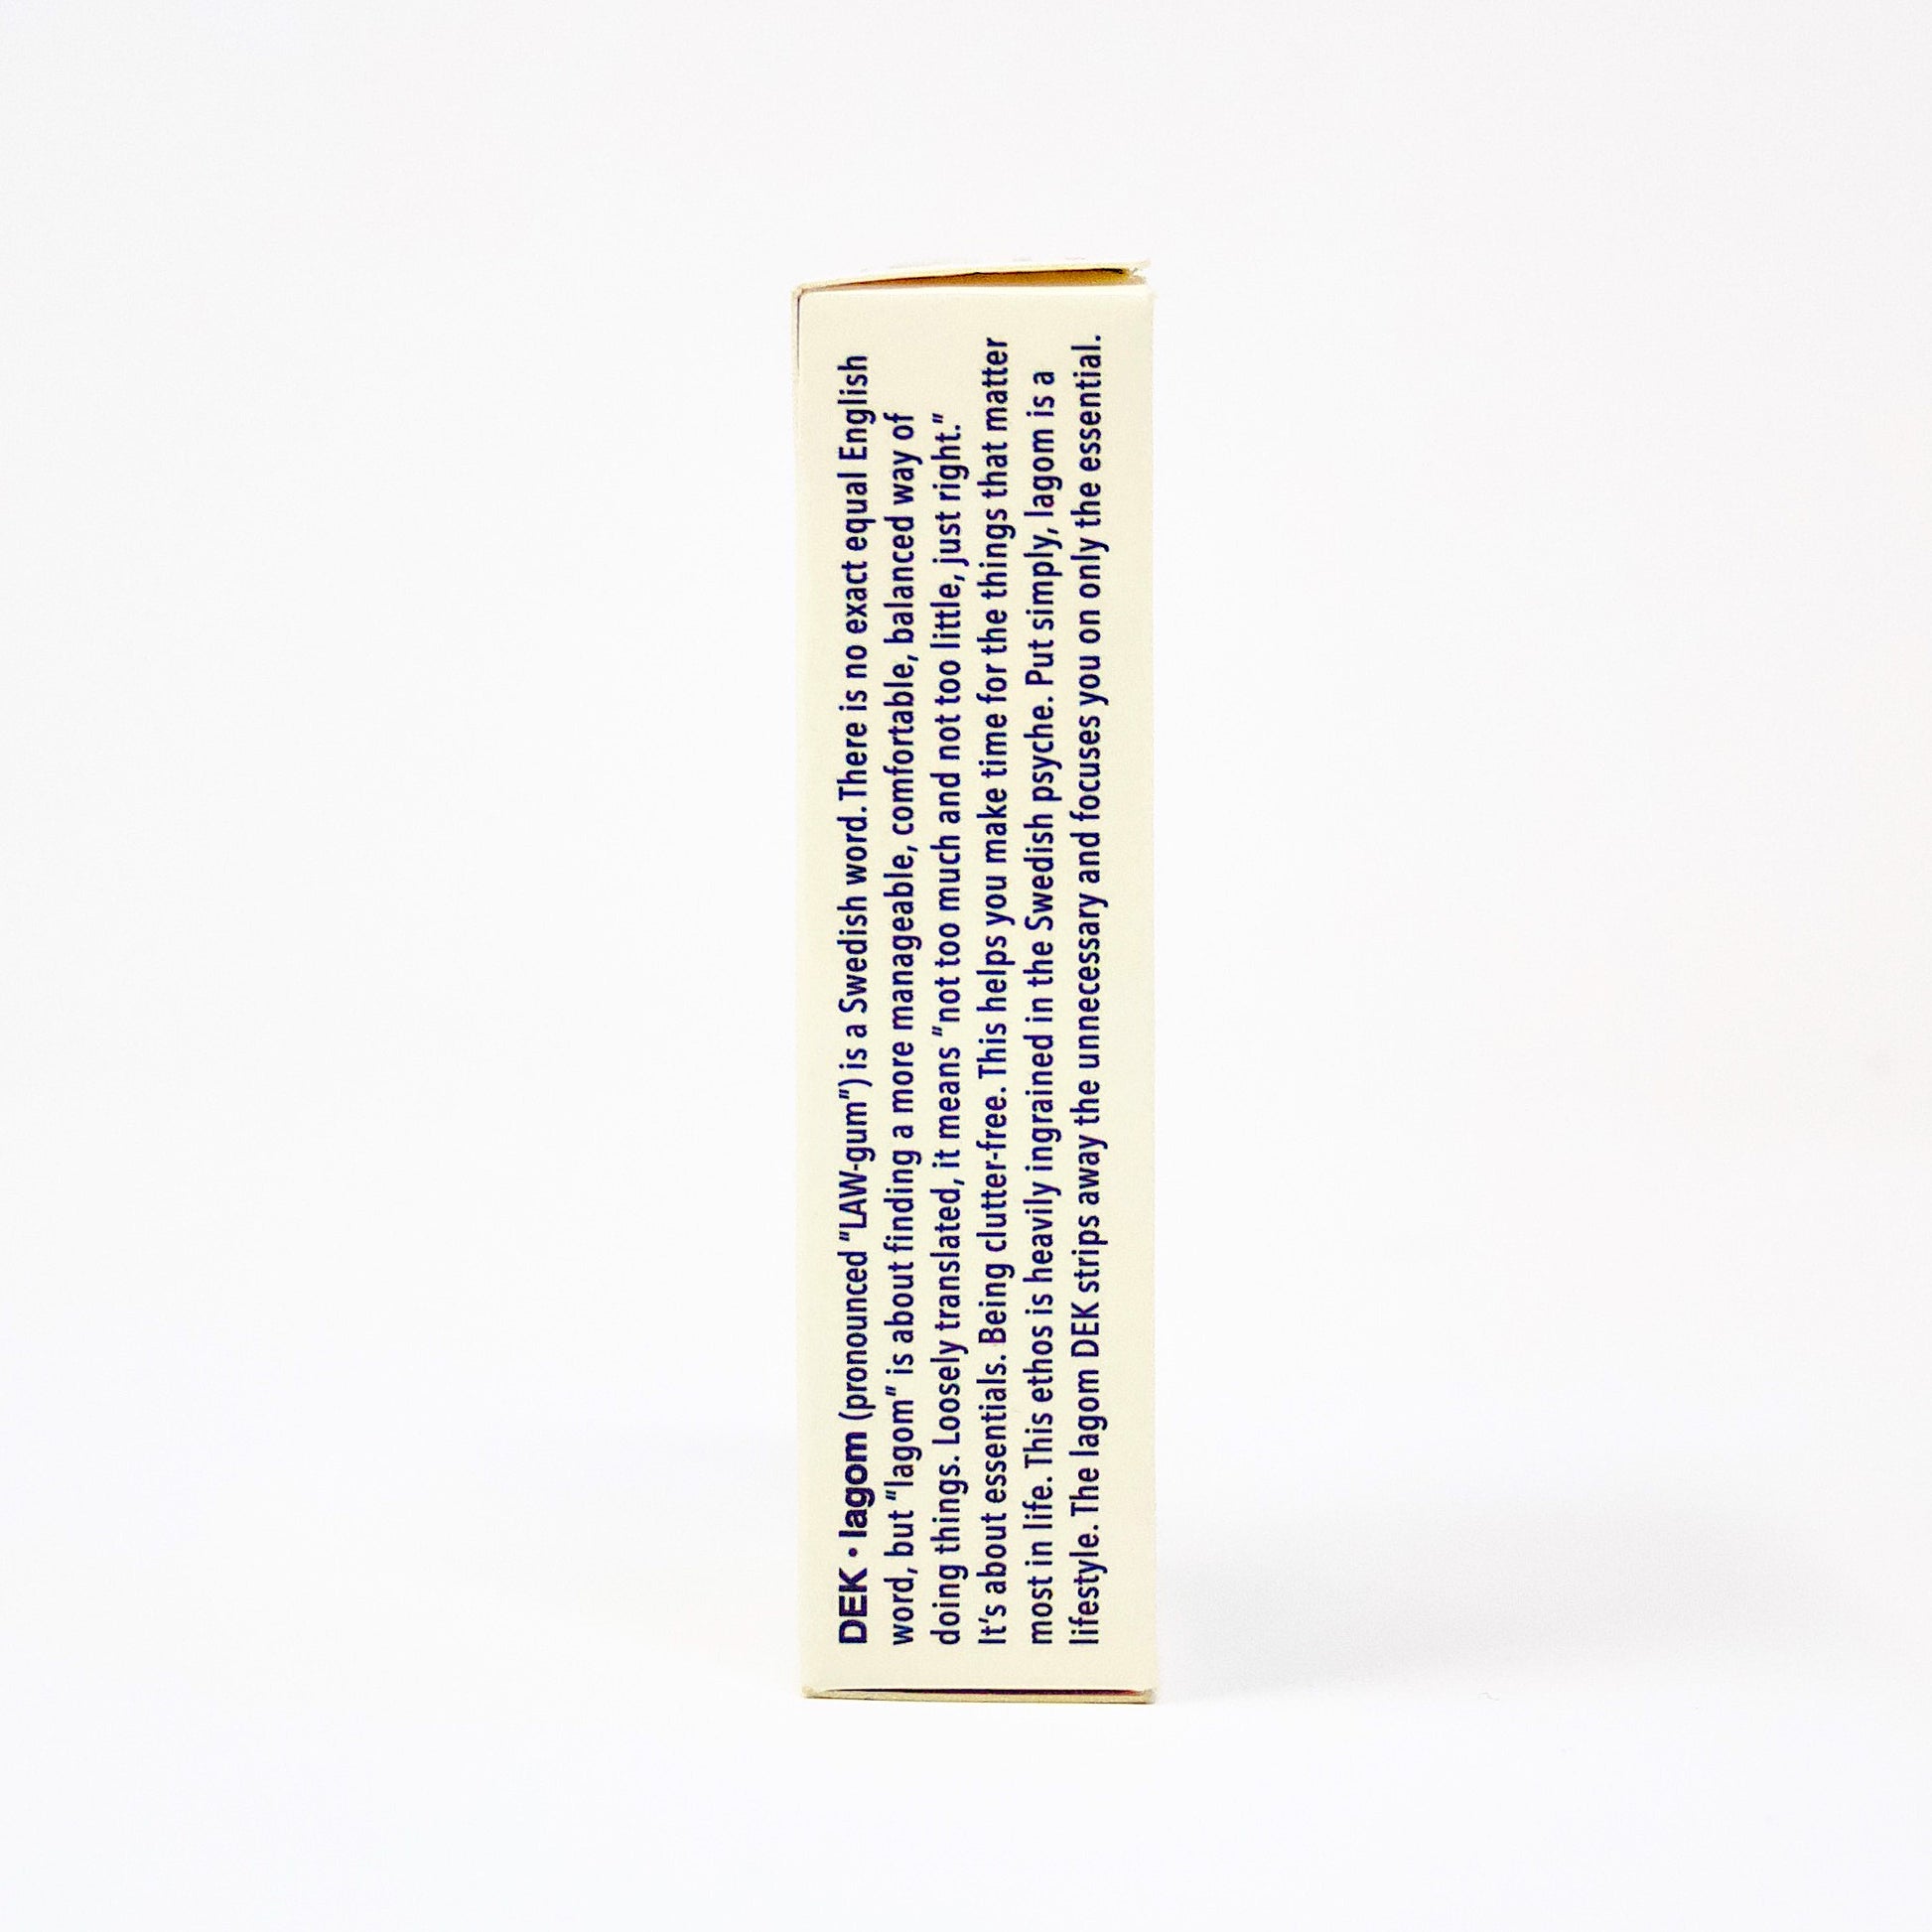 DEK • lagom (pronounced “LAW-gum”) is a Swedish word. There is no exact equal English
word, but “lagom” is about finding a more manageable, comfortable, balanced way of
doing things. Loosely translated, it means “not too much and not too little, just right.”
It’s about essentials. Being clutter-free. This helps you make time for the things that matter
most in life. This ethos is heavily ingrained in the Swedish psyche. Put simply, lagom is a
lifestyle. The lagom DEK strips away the unnecessary and focuses you on only the essential.